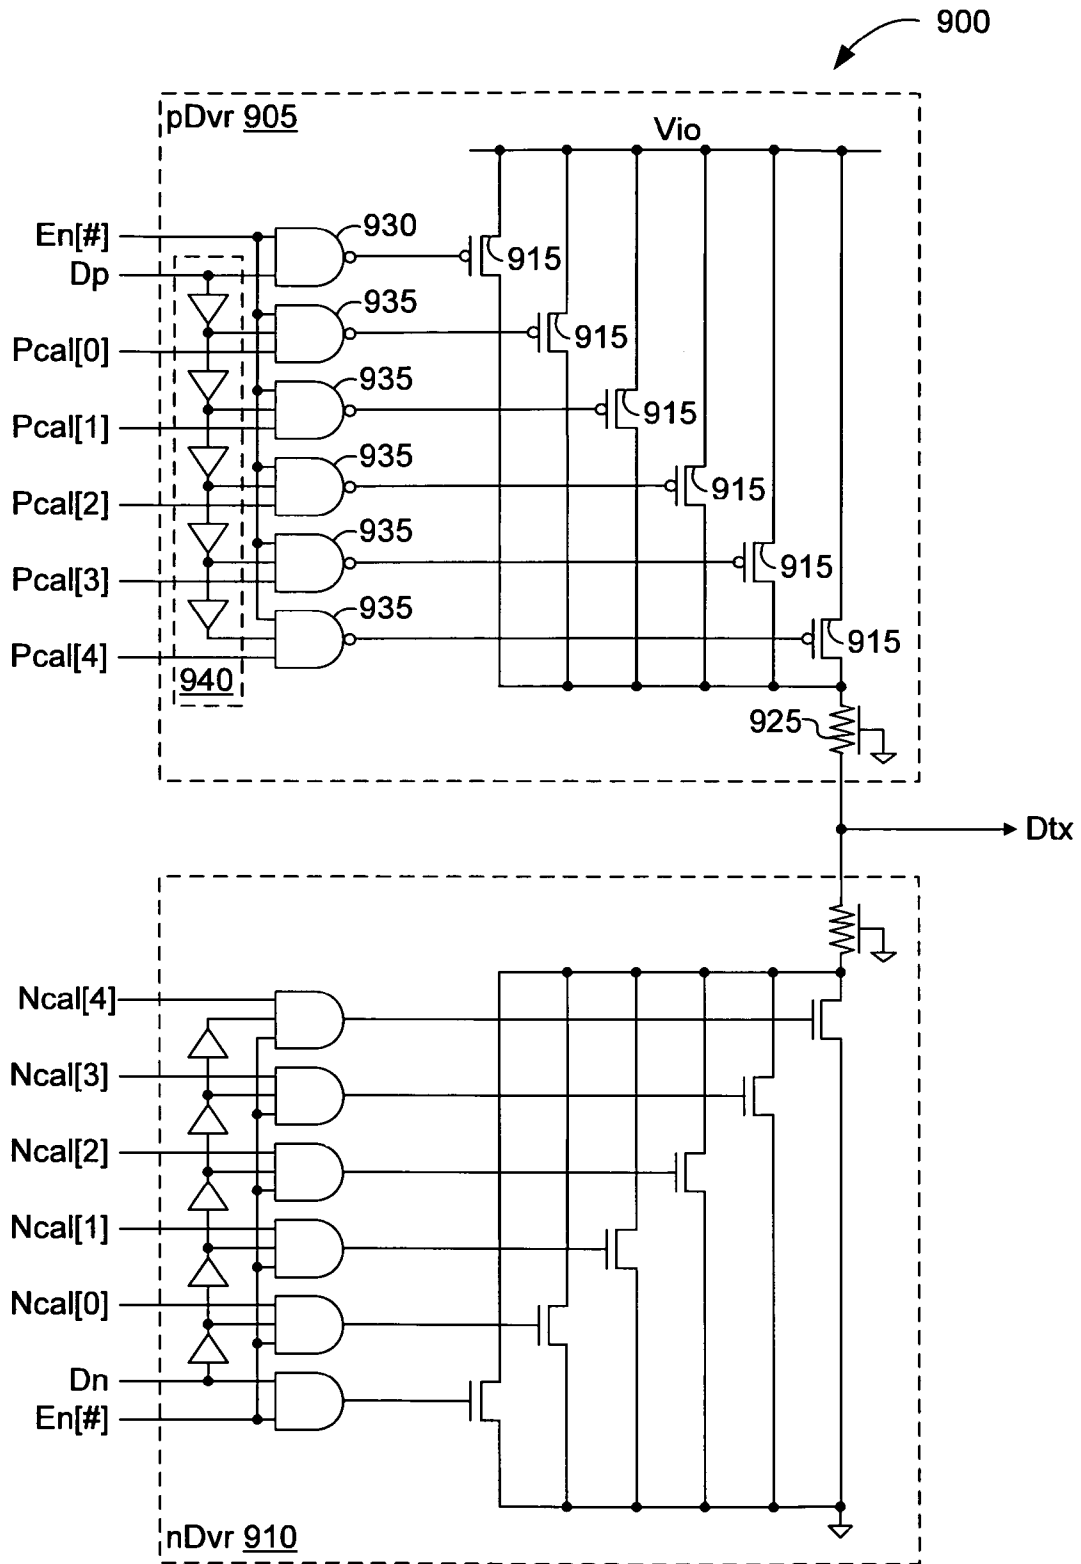 900
pDvr 905
Vio
En[#]
930
Dp
915
935
Pcal[0]
915
935
Pcal[1]
915
935
Pcal[2]
915
935
Pcal[3]
915
935
Pcal[4]
915
940
925
Dtx
Ncal[4]
Ncal[3]
Ncal[2]
Ncal[1]
Ncal[0]
Dn
En[#]
nDvr 910